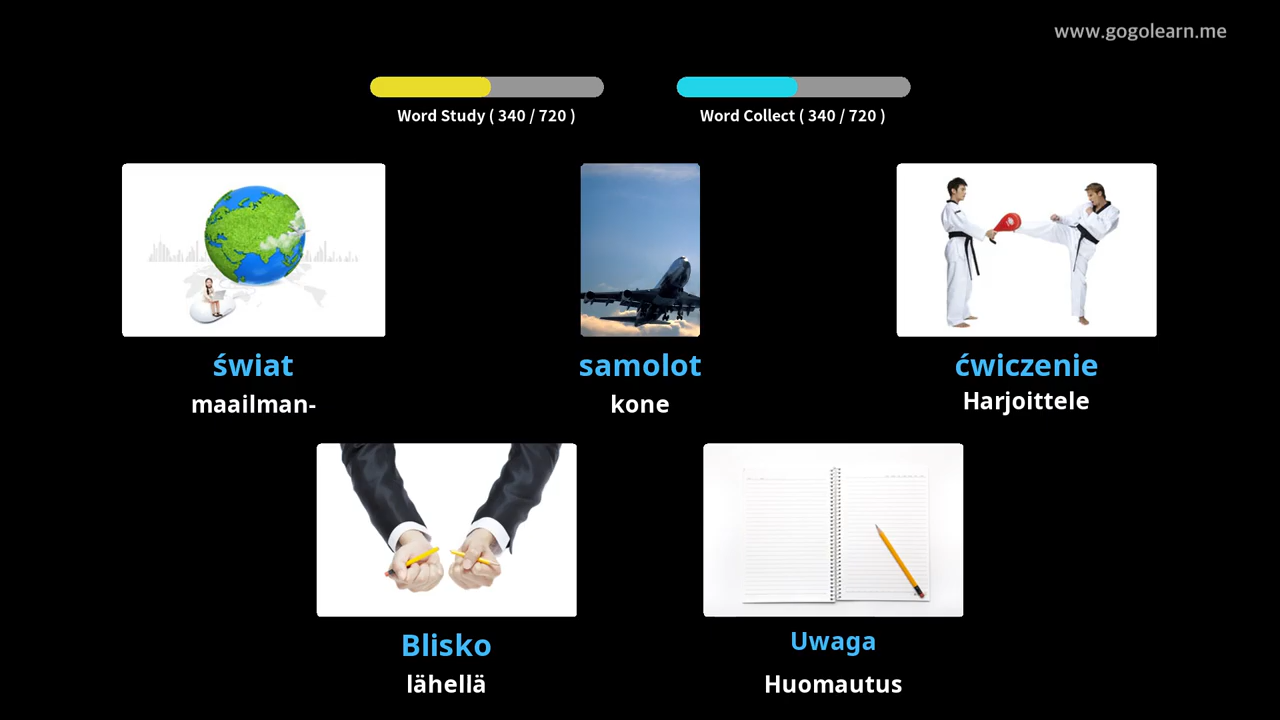 www.gogolearn.me
Word Study ( 340 / 720 )
Word Collect ( 340 / 720 )
świat
samolot
ćwiczenie
maailman-
kone
Harjoittele
Blisko
Uwaga
lähellä
Huomautus